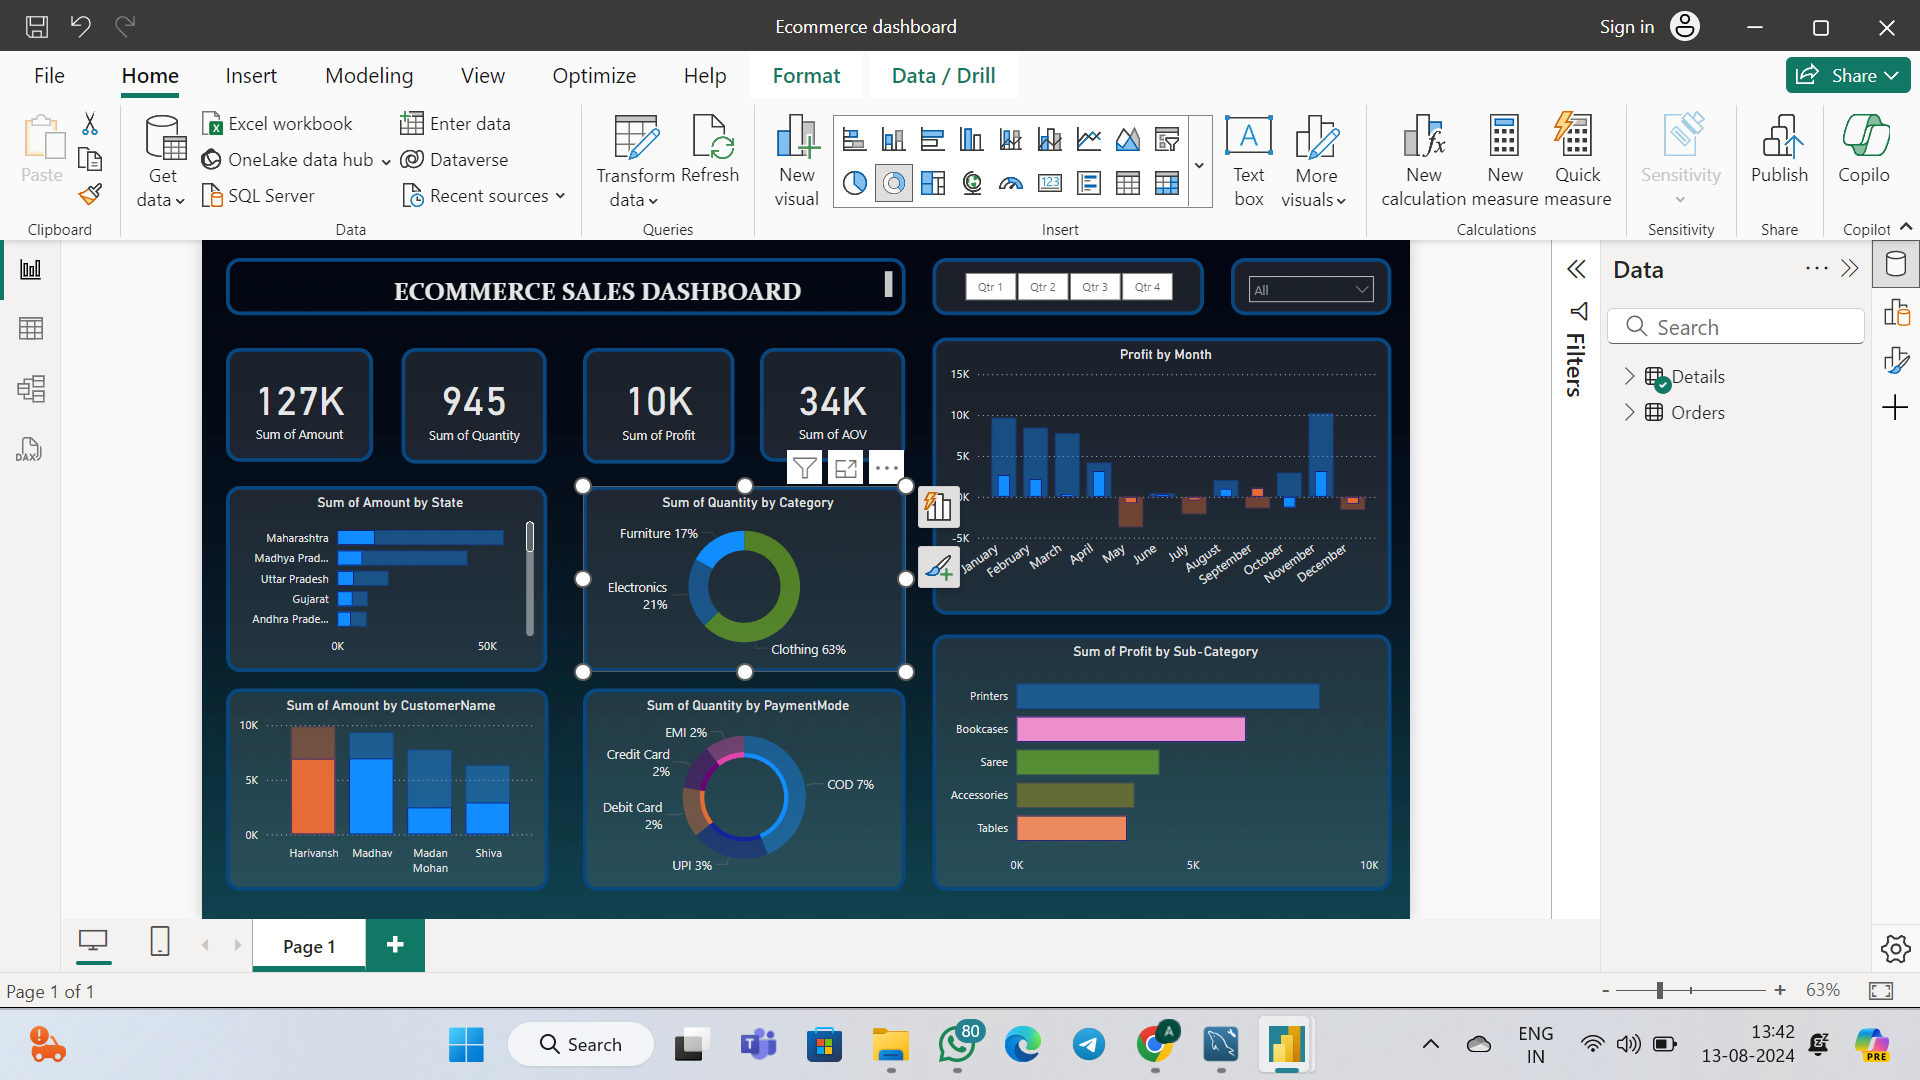 Ecommerce dashboard
Sign in
File Home Insert Modeling View Optimize Help Format Data / Drill Share
Paste
Clipboard
Get
data
Excel workbook
OneLake data hub
SQL Server
Enter data
Dataverse
Recent sources
Data
Transform
data
Refresh
Queries
New
visual
123
A
Text
box
More
visuals
Insert
New
calculation
New
measure
Quick
measure
Calculations
Sensitivity
Sensitivity
Publish
Share
Copilo
Copilot
DAX
ECOMMERCE SALES DASHBOARD
Qtr 1 Qtr 2 Qtr 3 Qtr 4
All
127K
Sum of Amount
945
Sum of Quantity
10K
Sum of Profit
34K
Sum of AOV
Profit by Month
15K
10K
5K
0K
-5K
January February March April May June July August September October November December
Sum of Amount by State
Maharashtra
Madhya Prad...
Uttar Pradesh
Gujarat
Andhra Prade...
0K 50K
Sum of Quantity by Category
Furniture 17%
Electronics
21%
Clothing 63%
Sum of Amount by CustomerName
10K
5K
0K
Harivansh Madhav Madan Shiva
Mohan
Sum of Quantity by PaymentMode
EMI 2%
Credit Card
2%
COD 7%
Debit Card
2%
UPI 3%
Sum of Profit by Sub-Category
Printers
Bookcases
Saree
Accessories
Tables
0K 5K 10K
Filters
Data
Search
Details
Orders
Page 1
Page 1 of 1
- + 63%
Search
80
A
ENG
IN
13:42
13-08-2024
PRE